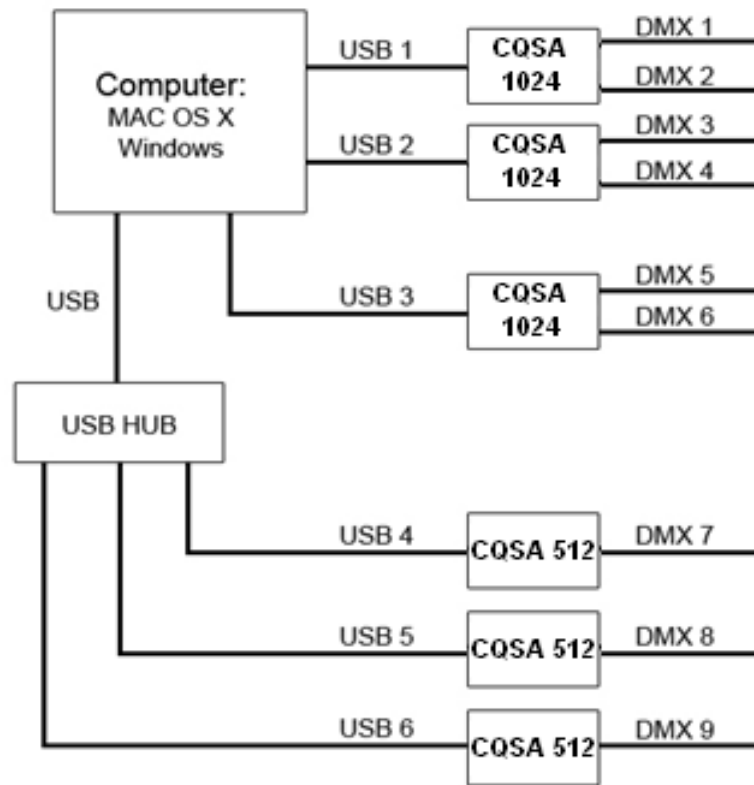 Computer:
MAC OS X
Windows
USB 1
CQSA
1024
DMX 1
DMX 2
USB 2
CQSA
1024
DMX 3
DMX 4
USB 3
CQSA
1024
DMX 5
DMX 6
USB
USB HUB
USB 4
CQSA 512
DMX 7
USB 5
CQSA 512
DMX 8
USB 6
CQSA 512
DMX 9